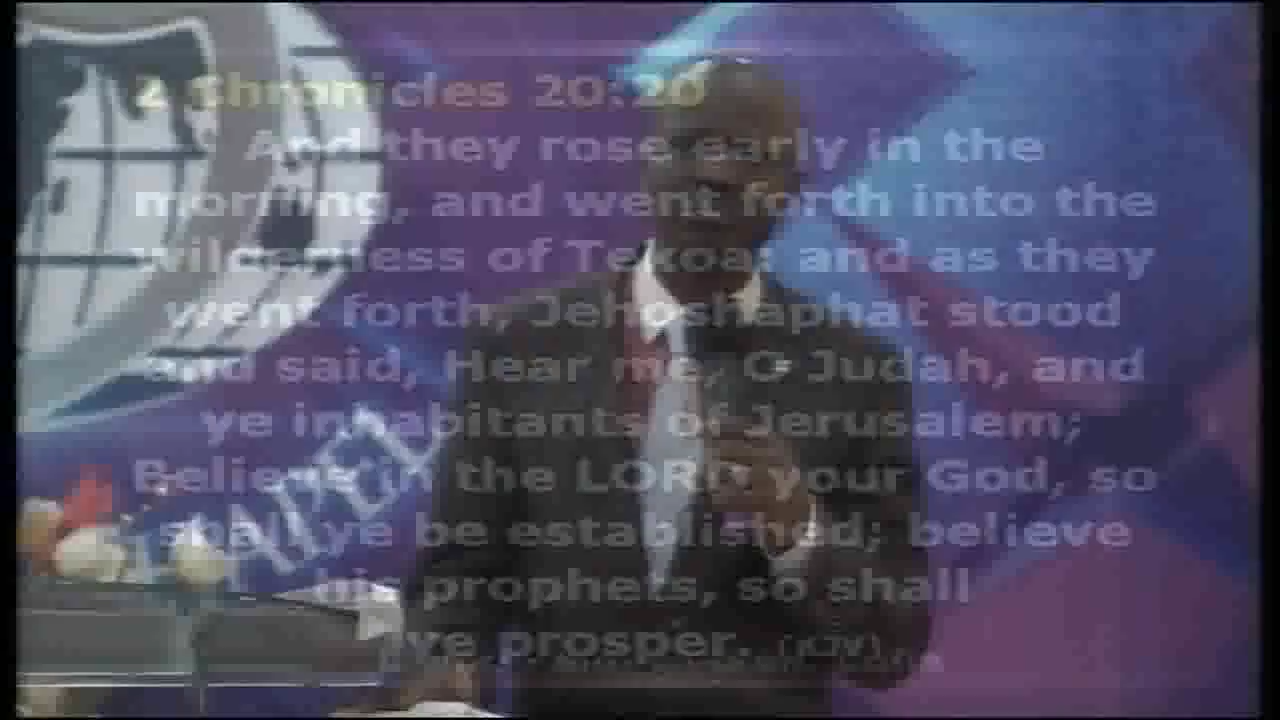 2 Chronicles 20:20
And they rose early in the
morning, and went forth into the
wilderness of Tekoa: and as they
went forth, Jehoshaphat stood
and said, Hear me, O Judah, and
ye inhabitants of Jerusalem;
Believe in the LORD your God, so
shall ye be established; believe
his prophets, so shall
ye prosper. (KJV)